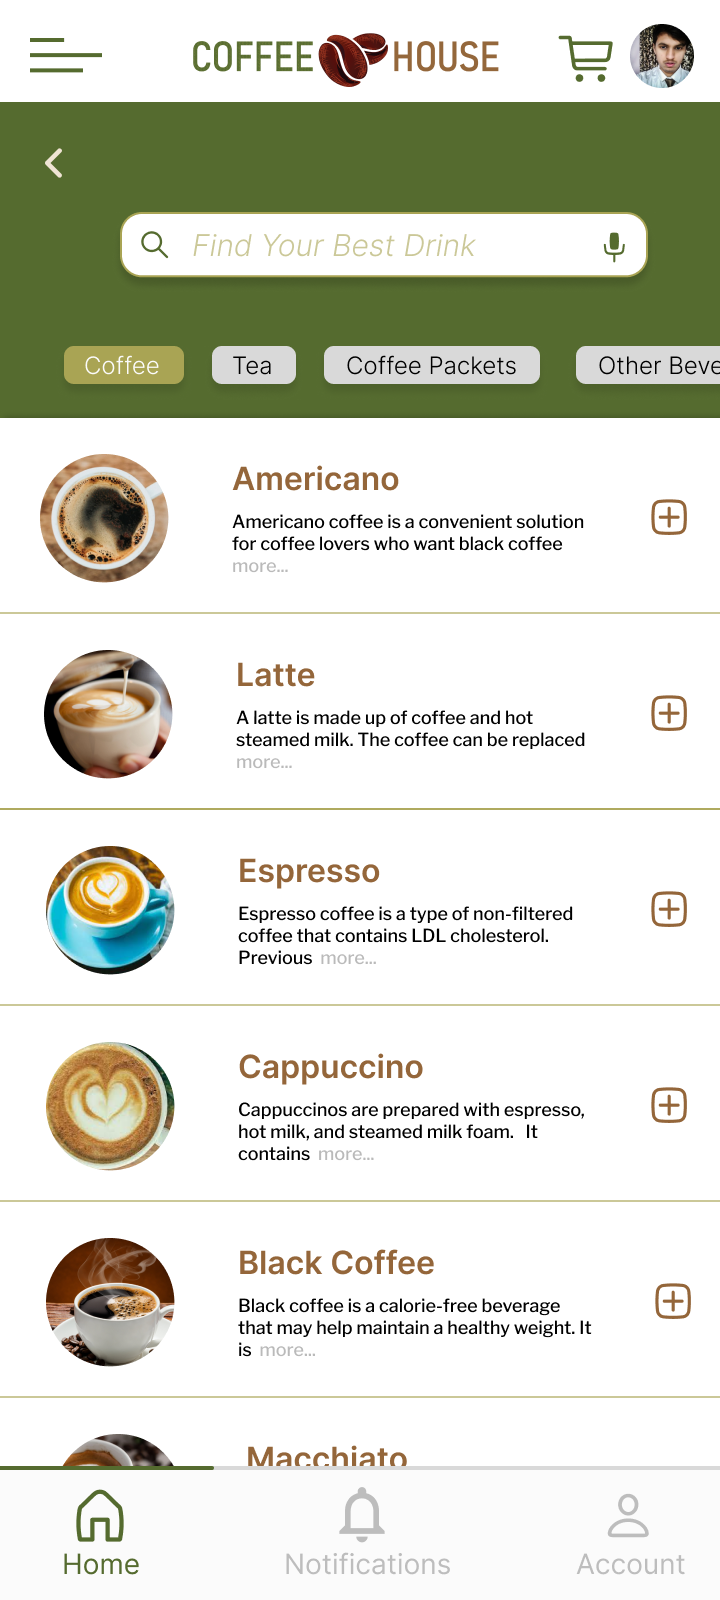 COFFEE HOUSE
Find Your Best Drink
Coffee Tea Coffee Packets Other Beve
Americano
Americano coffee is a convenient solution
for coffee lovers who want black coffee
more...
Latte
A latte is made up of coffee and hot
steamed milk. The coffee can be replaced
more...
Espresso
Espresso coffee is a type of non-filtered
coffee that contains LDL cholesterol.
Previous more...
Cappuccino
Cappuccinos are prepared with espresso,
hot milk, and steamed milk foam. It
contains more...
Black Coffee
Black coffee is a calorie-free beverage
that may help maintain a healthy weight. It
is more...
Macchiato
Home Notifications Account